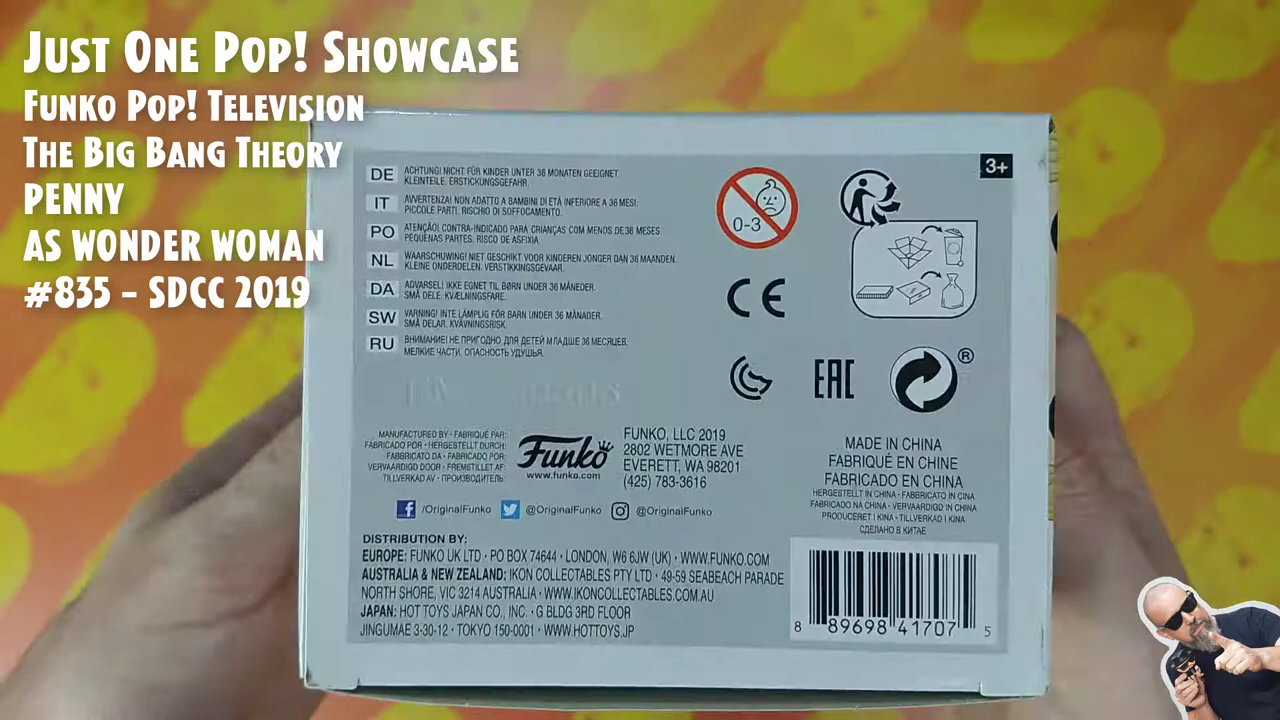 Just One Pop! Showcase
Funko Pop! Television
The Big Bang Theory
PENNY
AS WONDER WOMAN
#835 - SDCC 2019
3+
DE ACHTUNG! NICHT FÜR KINDER UNTER 36 MONATEN GEEIGNET.
KLEINTEILE. ERSTICKUNGSGEFAHR.
IT AVVERTENZA! NON ADATTO A BAMBINI DI ETÀ INFERIORE A 36 MESI.
PICCOLE PARTI. RISCHIO DI SOFFOCAMENTO.
PO ATENÇÃO! CONTRA-INDICADO PARA CRIANÇAS COM MENOS DE 36 MESES.
PEQUENAS PARTES. RISCO DE ASFIXIA.
NL WAARSCHUWING! NIET GESCHIKT VOOR KINDEREN JONGER DAN 36 MAANDEN.
KLEINE ONDERDELEN. VERSTIKKINGSGEVAAR.
DA ADVARSEL! IKKE EGNET TIL BØRN UNDER 36 MÅNEDER.
SMÅ DELE. KVÆLNINGSFARE.
SW VARNING! INTE LÄMPLIG FÖR BARN UNDER 36 MÅNADER.
SMÅ DELAR. KVÄVNINGSRISK.
RU ВНИМАНИЕ! НЕ ПРИГОДНО ДЛЯ ДЕТЕЙ МЛАДШЕ 36 МЕСЯЦЕВ.
МЕЛКИЕ ЧАСТИ. ОПАСНОСТЬ УДУШЬЯ.
0-3
CE
EAC
®
MANUFACTURED BY • FABRIQUÉ PAR:
FABRICADO POR • HERGESTELLT DURCH:
FABBRICATO DA • FABRICADO POR:
VERVAARDIGD DOOR • FREMSTILLET AF:
TILLVERKAD AV • ПРОИЗВОДИТЕЛЬ:
Funko
www.funko.com
FUNKO, LLC 2019
2802 WETMORE AVE
EVERETT, WA 98201
(425) 783-3616
MADE IN CHINA
FABRIQUÉ EN CHINE
FABRICADO EN CHINA
HERGESTELLT IN CHINA • FABBRICATO IN CINA
FABRICADO NA CHINA • VERVAARDIGD IN CHINA
PRODUCERET I KINA • TILLVERKAD I KINA
СДЕЛАНО В КИТАЕ
/OriginalFunko @OriginalFunko @OriginalFunko
DISTRIBUTION BY:
EUROPE: FUNKO UK LTD • PO BOX 74644 • LONDON, W6 6JW (UK) • WWW.FUNKO.COM
AUSTRALIA & NEW ZEALAND: IKON COLLECTABLES PTY LTD • 49-59 SEABEACH PARADE
NORTH SHORE, VIC 3214 AUSTRALIA • WWW.IKONCOLLECTABLES.COM.AU
JAPAN: HOT TOYS JAPAN CO., INC. • G BLDG 3RD FLOOR
JINGUMAE 3-30-12 • TOKYO 150-0001 • WWW.HOTTOYS.JP
8 89698 41707 5